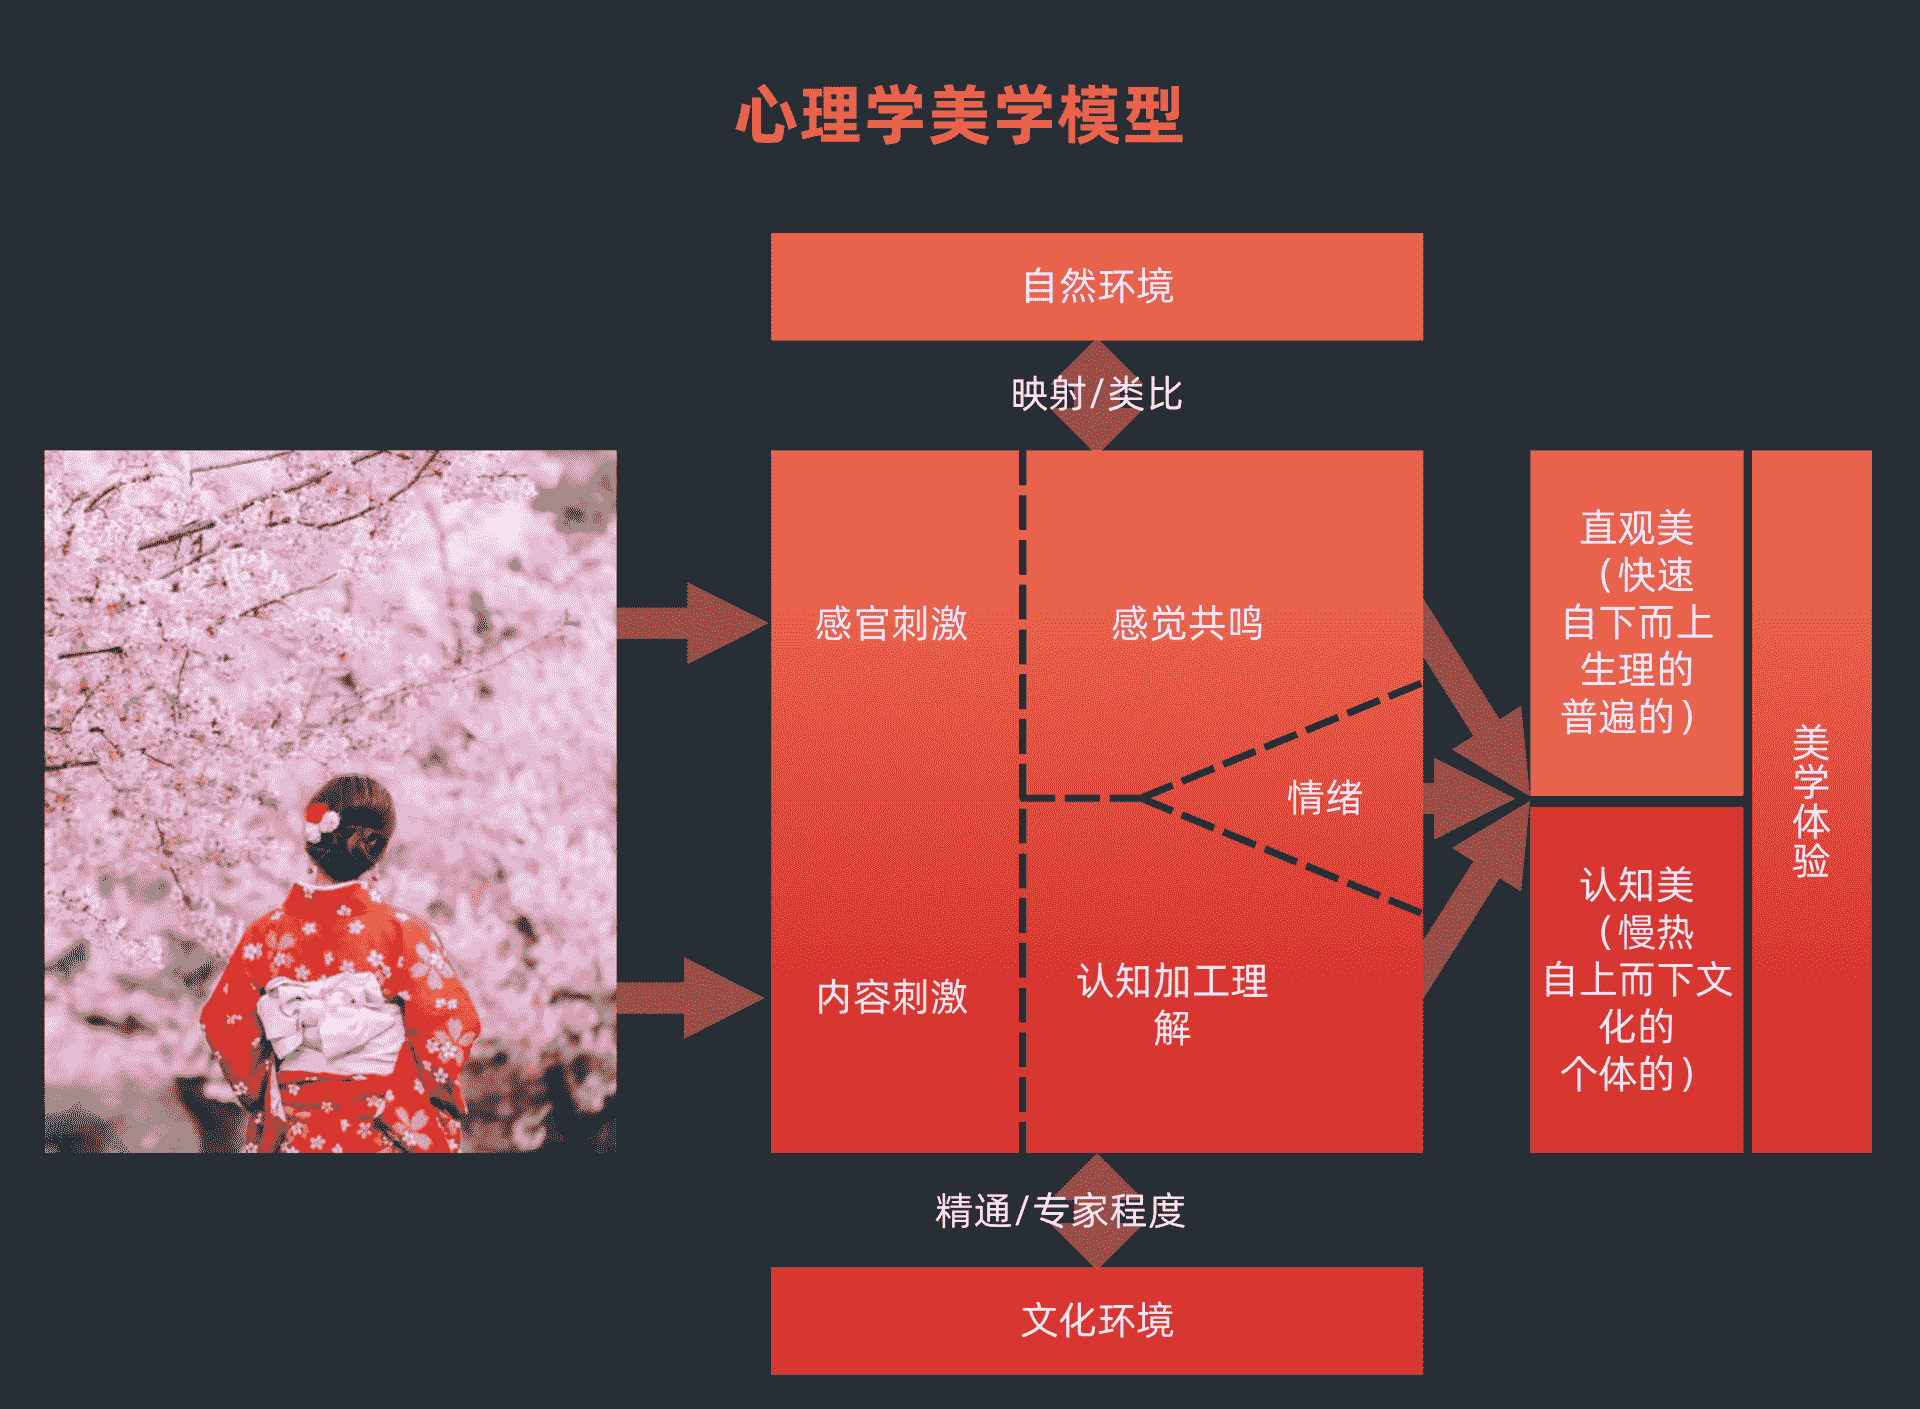 心理学美学模型
自然环境
映射/类比
感官刺激
感觉共鸣
情绪
内容刺激
认知加工理
解
直观美
（快速
自下而上
生理的
普遍的）
认知美
（慢热
自上而下文
化的
个体的）
美学体验
精通/专家程度
文化环境